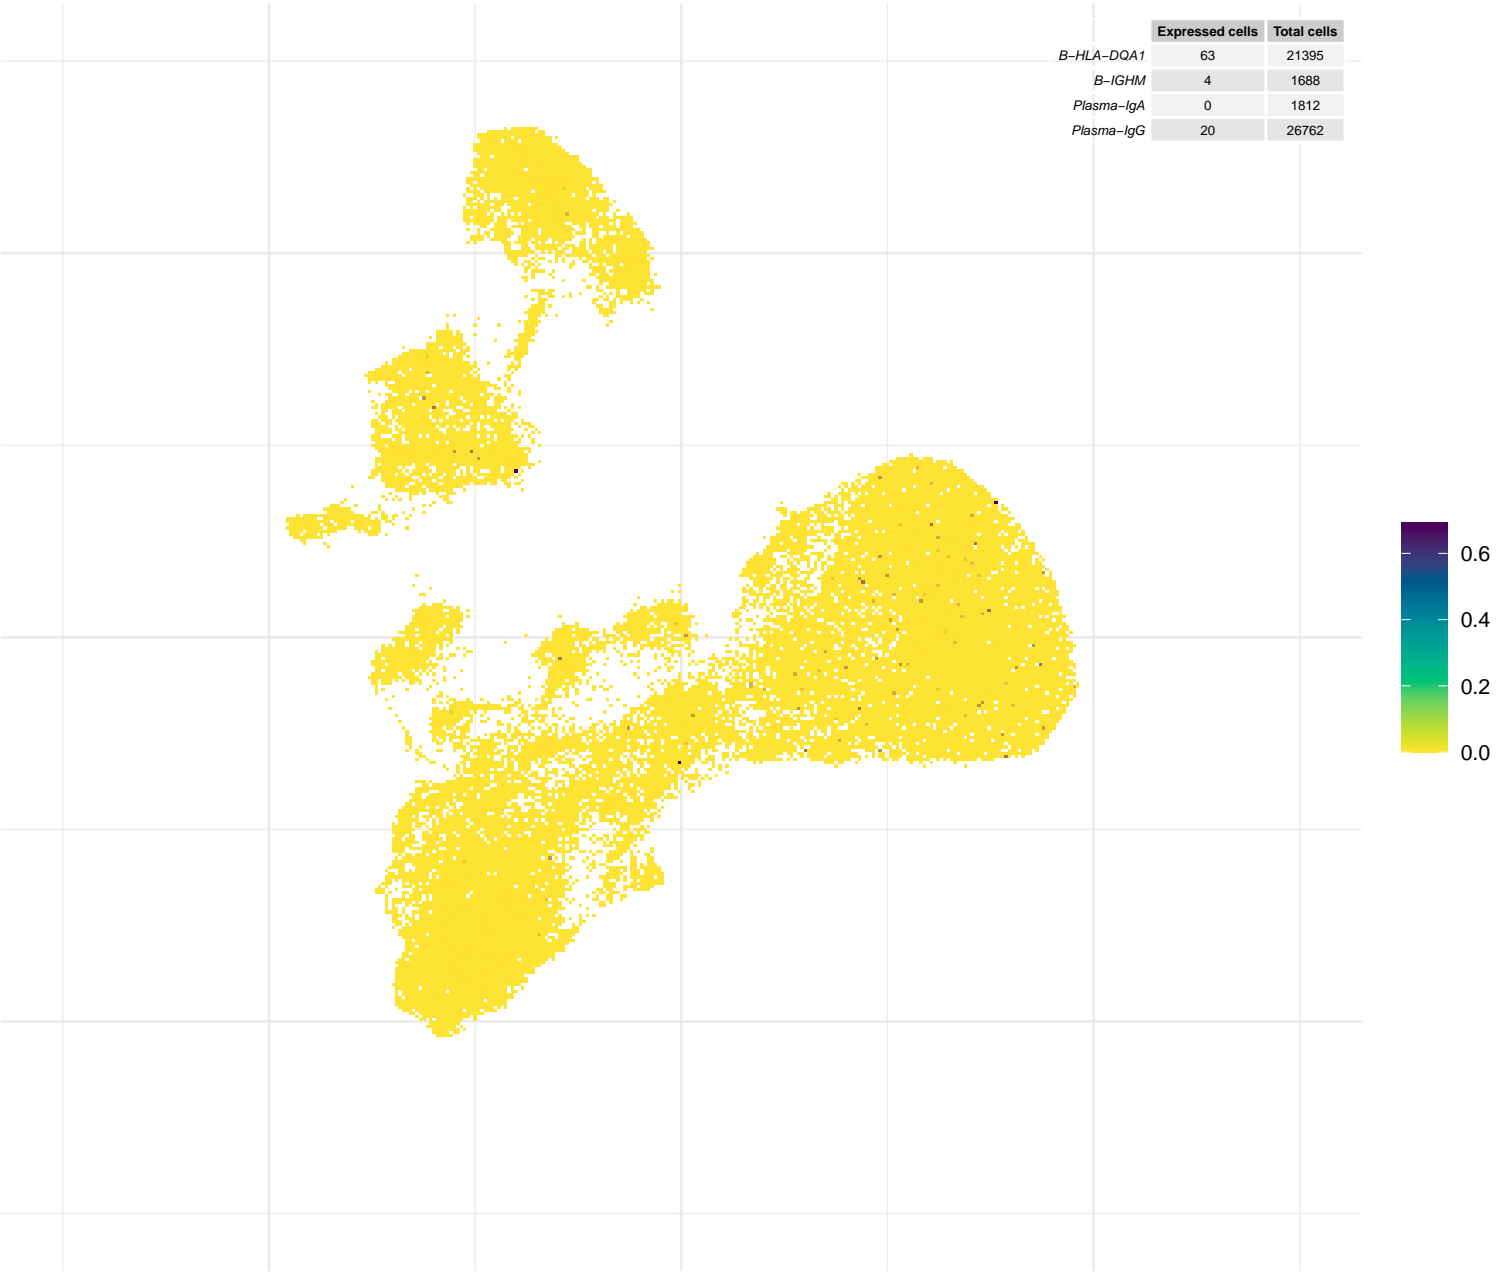 Expressed cells Total cells
B−HLA−DQA1 63 21395
B−IGHM 4 1688
Plasma−IgA 0 1812
Plasma−IgG 20 26762
0.6
0.4
0.2
0.0